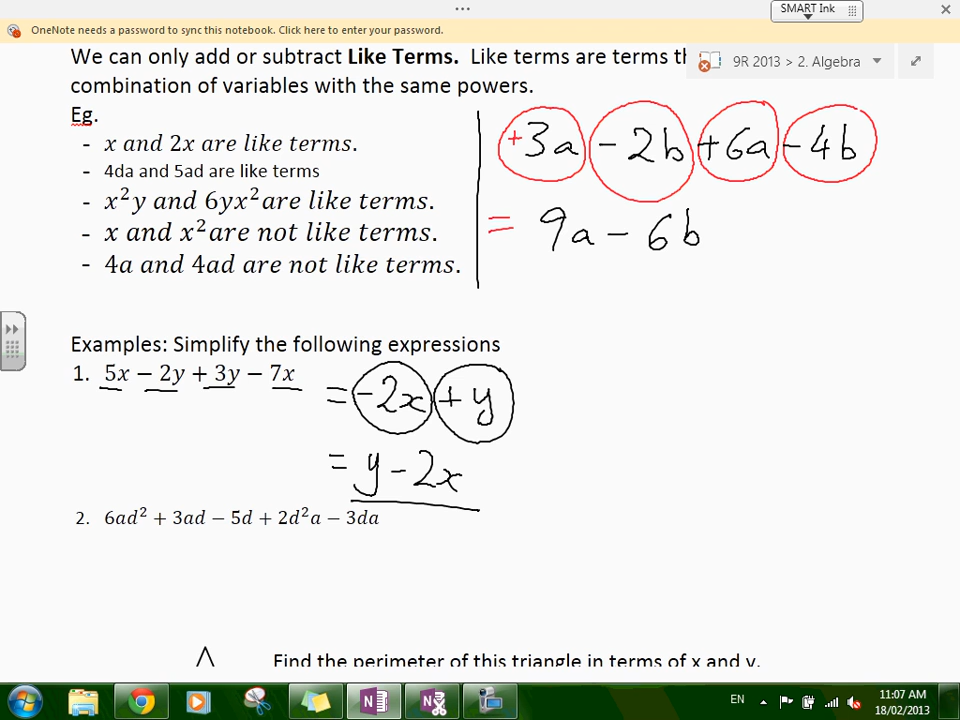 SMART Ink
OneNote needs a password to sync this notebook. Click here to enter your password.
We can only add or subtract Like Terms. Like terms are terms
9R 2013 > 2. Algebra
combination of variables with the same powers.
Eg.
- x and 2x are like terms.
- 4da and 5ad are like terms
- x²y and 6yx² are like terms.
- x and x² are not like terms.
- 4a and 4ad are not like terms.
+3a - 2b + 6a - 4b
= 9a - 6b
Examples: Simplify the following expressions
1. 5x − 2y + 3y − 7x
= -2x + y
= y - 2x
2. 6ad² + 3ad − 5d + 2d²a − 3da
Find the perimeter of this triangle in terms of x and y.
EN
11:07 AM
18/02/2013